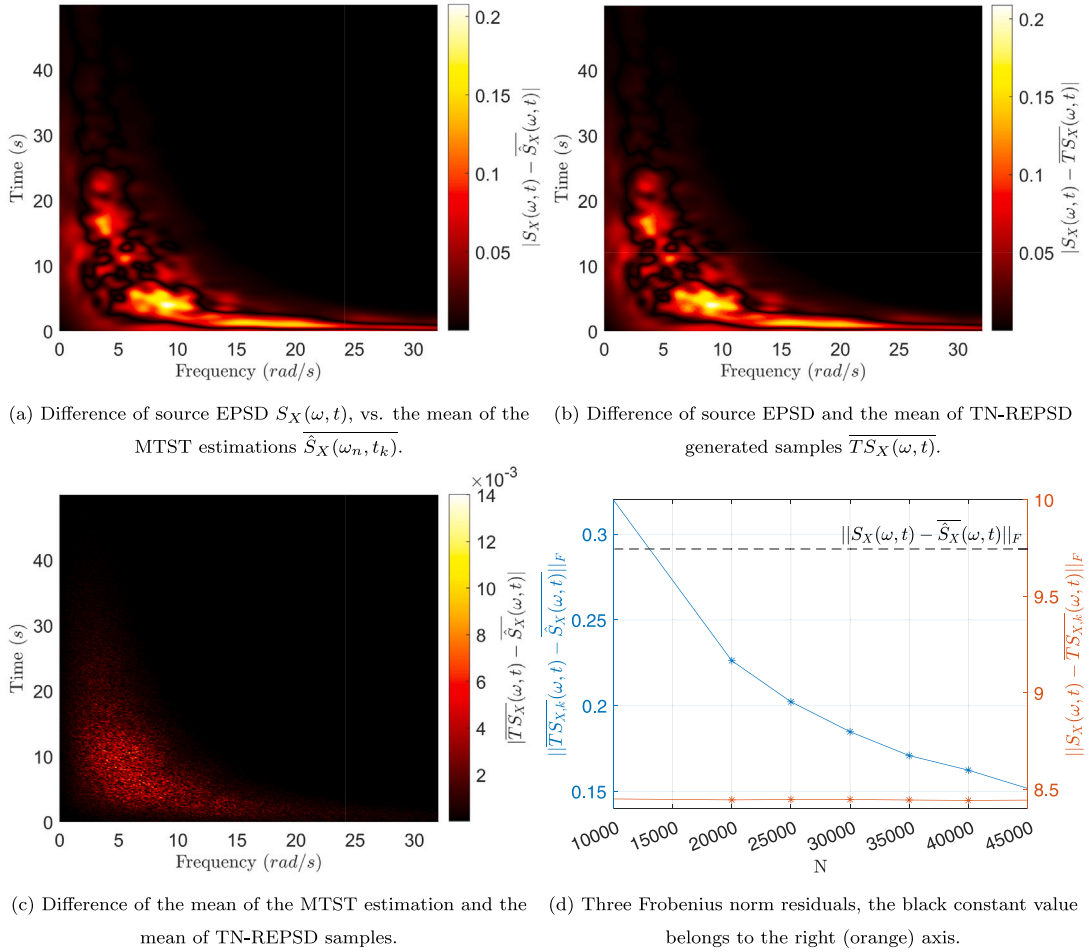 40
30
20
10
0
Time (s)
0 5 10 15 20 25 30
Frequency (rad/s)
0.2
0.15
0.1
0.05
|S_X(ω, t) − \overline{\hat{S}_X}(ω, t)|
40
30
20
10
0
Time (s)
0 5 10 15 20 25 30
Frequency (rad/s)
0.2
0.15
0.1
0.05
|S_X(ω, t) − \overline{TS_X}(ω, t)|
(a) Difference of source EPSD S_X(ω, t), vs. the mean of the
MTST estimations \overline{\hat{S}_X(ω_n, t_k)}.
(b) Difference of source EPSD and the mean of TN-REPSD
generated samples \overline{TS_X(ω, t)}.
40
30
20
10
0
Time (s)
0 5 10 15 20 25 30
Frequency (rad/s)
×10^{-3}
14
12
10
8
6
4
2
|\overline{TS_X}(ω, t) − \overline{\hat{S}_X}(ω, t)|
0.3
0.25
0.2
0.15
||\overline{TS_{X,k}}(ω, t) − \overline{\hat{S}_X(ω, t)}||_F
||S_X(ω, t) − \overline{\hat{S}_X}(ω, t)||_F
10
9.5
9
8.5
||S_X(ω, t) − \overline{TS_{X,k}}(ω, t)||_F
10000 15000 20000 25000 30000 35000 40000 45000
N
(c) Difference of the mean of the MTST estimation and the
mean of TN-REPSD samples.
(d) Three Frobenius norm residuals, the black constant value
belongs to the right (orange) axis.